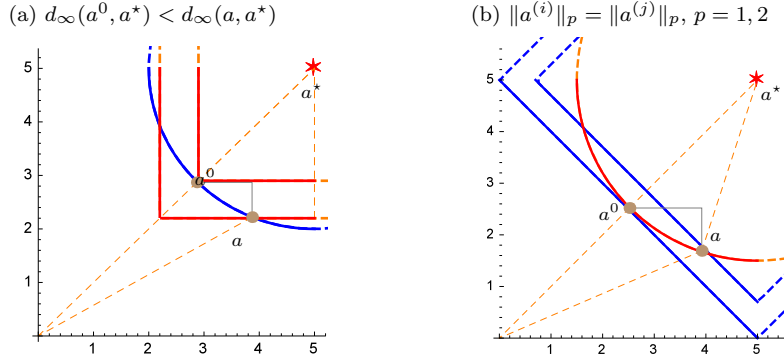 (a) d∞(a⁰, a⋆) < d∞(a, a⋆)
5
4
3
2
1
1 2 3 4 5
a⋆
a⁰
a
(b) ‖a⁽ⁱ⁾‖ₚ = ‖a⁽ʲ⁾‖ₚ, p = 1, 2
5
4
3
2
1
1 2 3 4 5
a⋆
a⁰
a